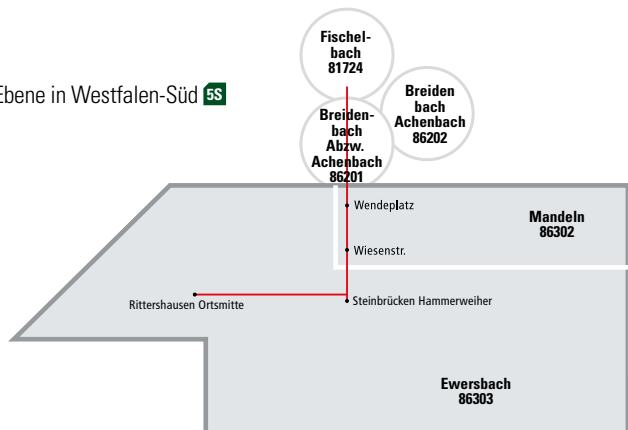 Fischel-
bach
81724
Ebene in Westfalen-Süd 5S
Breiden
bach
Achenbach
86202
Breiden-
bach
Abzw.
Achenbach
86201
Wendeplatz
Mandeln
86302
Wiesenstr.
Rittershausen Ortsmitte
Steinbrücken Hammerweiher
Ewersbach
86303